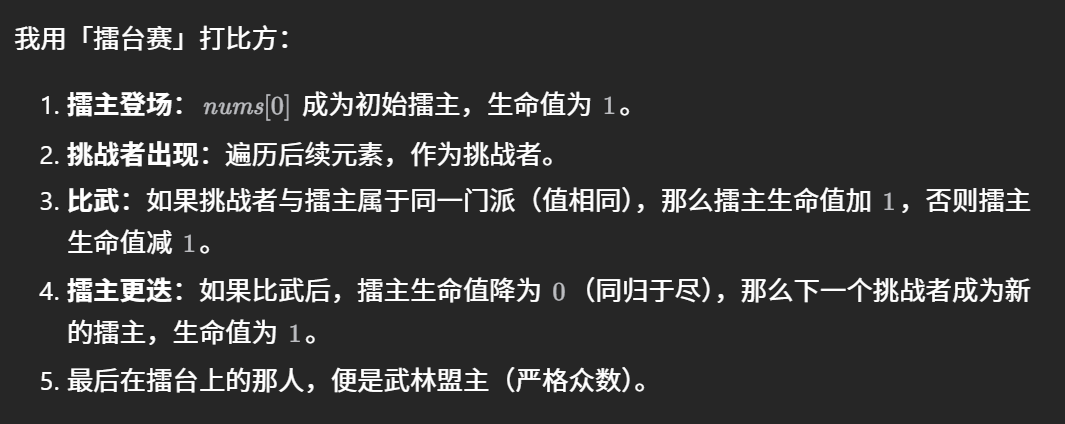 我用「擂台赛」打比方：
1. 擂主登场：nums[0] 成为初始擂主，生命值为 1。
2. 挑战者出现：遍历后续元素，作为挑战者。
3. 比武：如果挑战者与擂主属于同一门派（值相同），那么擂主生命值加 1，否则擂主
生命值减 1。
4. 擂主更迭：如果比武后，擂主生命值降为 0（同归于尽），那么下一个挑战者成为新
的擂主，生命值为 1。
5. 最后在擂台上的那人，便是武林盟主（严格众数）。